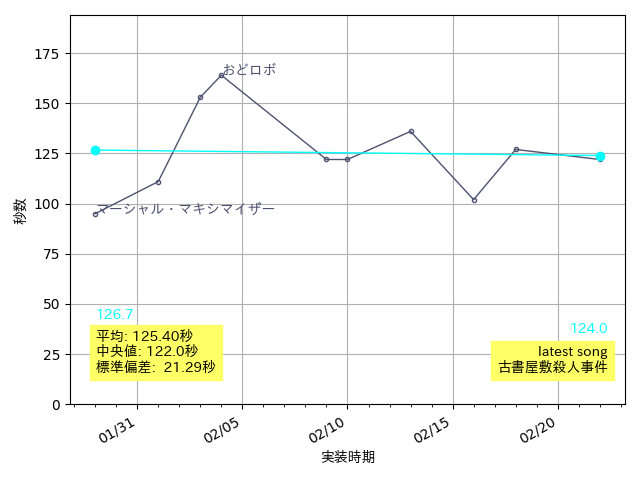 175
150
125
100
75
50
25
0
秒数
おどロボ
マーシャル・マキシマイザー
126.7
平均: 125.40秒
中央値: 122.0秒
標準偏差: 21.29秒
124.0
latest song
古書屋敷殺人事件
01/31
02/05
02/10
02/15
02/20
実装時期